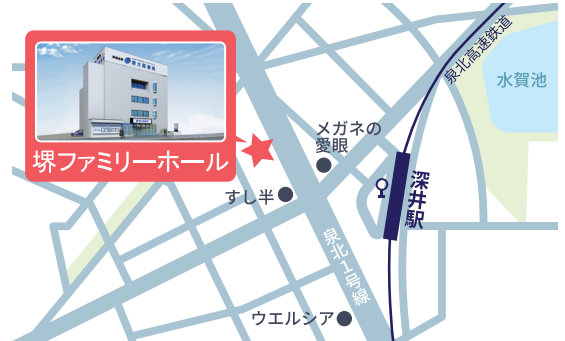 泉北高速鉄道
水賀池
堺ファミリーホール
メガネの
愛眼
すし半
深井駅
泉北1号線
ウエルシア